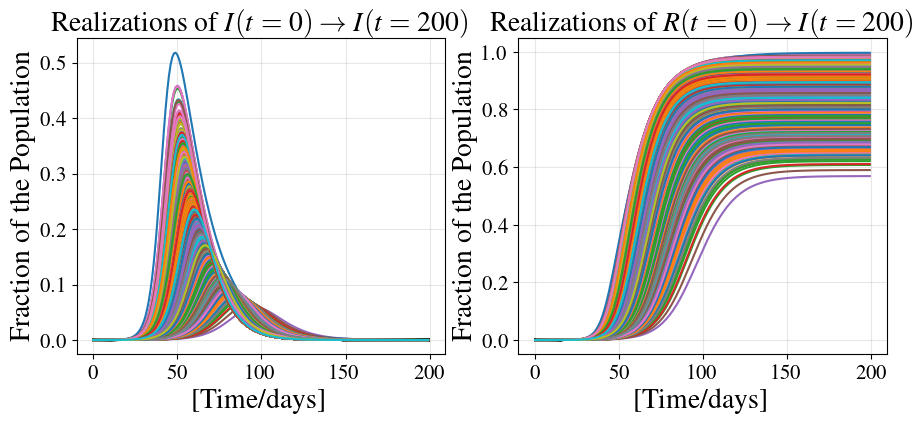 Realizations of I(t = 0) → I(t = 200)
Fraction of the Population
0.5
0.4
0.3
0.2
0.1
0.0
0 50 100 150 200
[Time/days]
Realizations of R(t = 0) → I(t = 200)
Fraction of the Population
1.0
0.8
0.6
0.4
0.2
0.0
0 50 100 150 200
[Time/days]